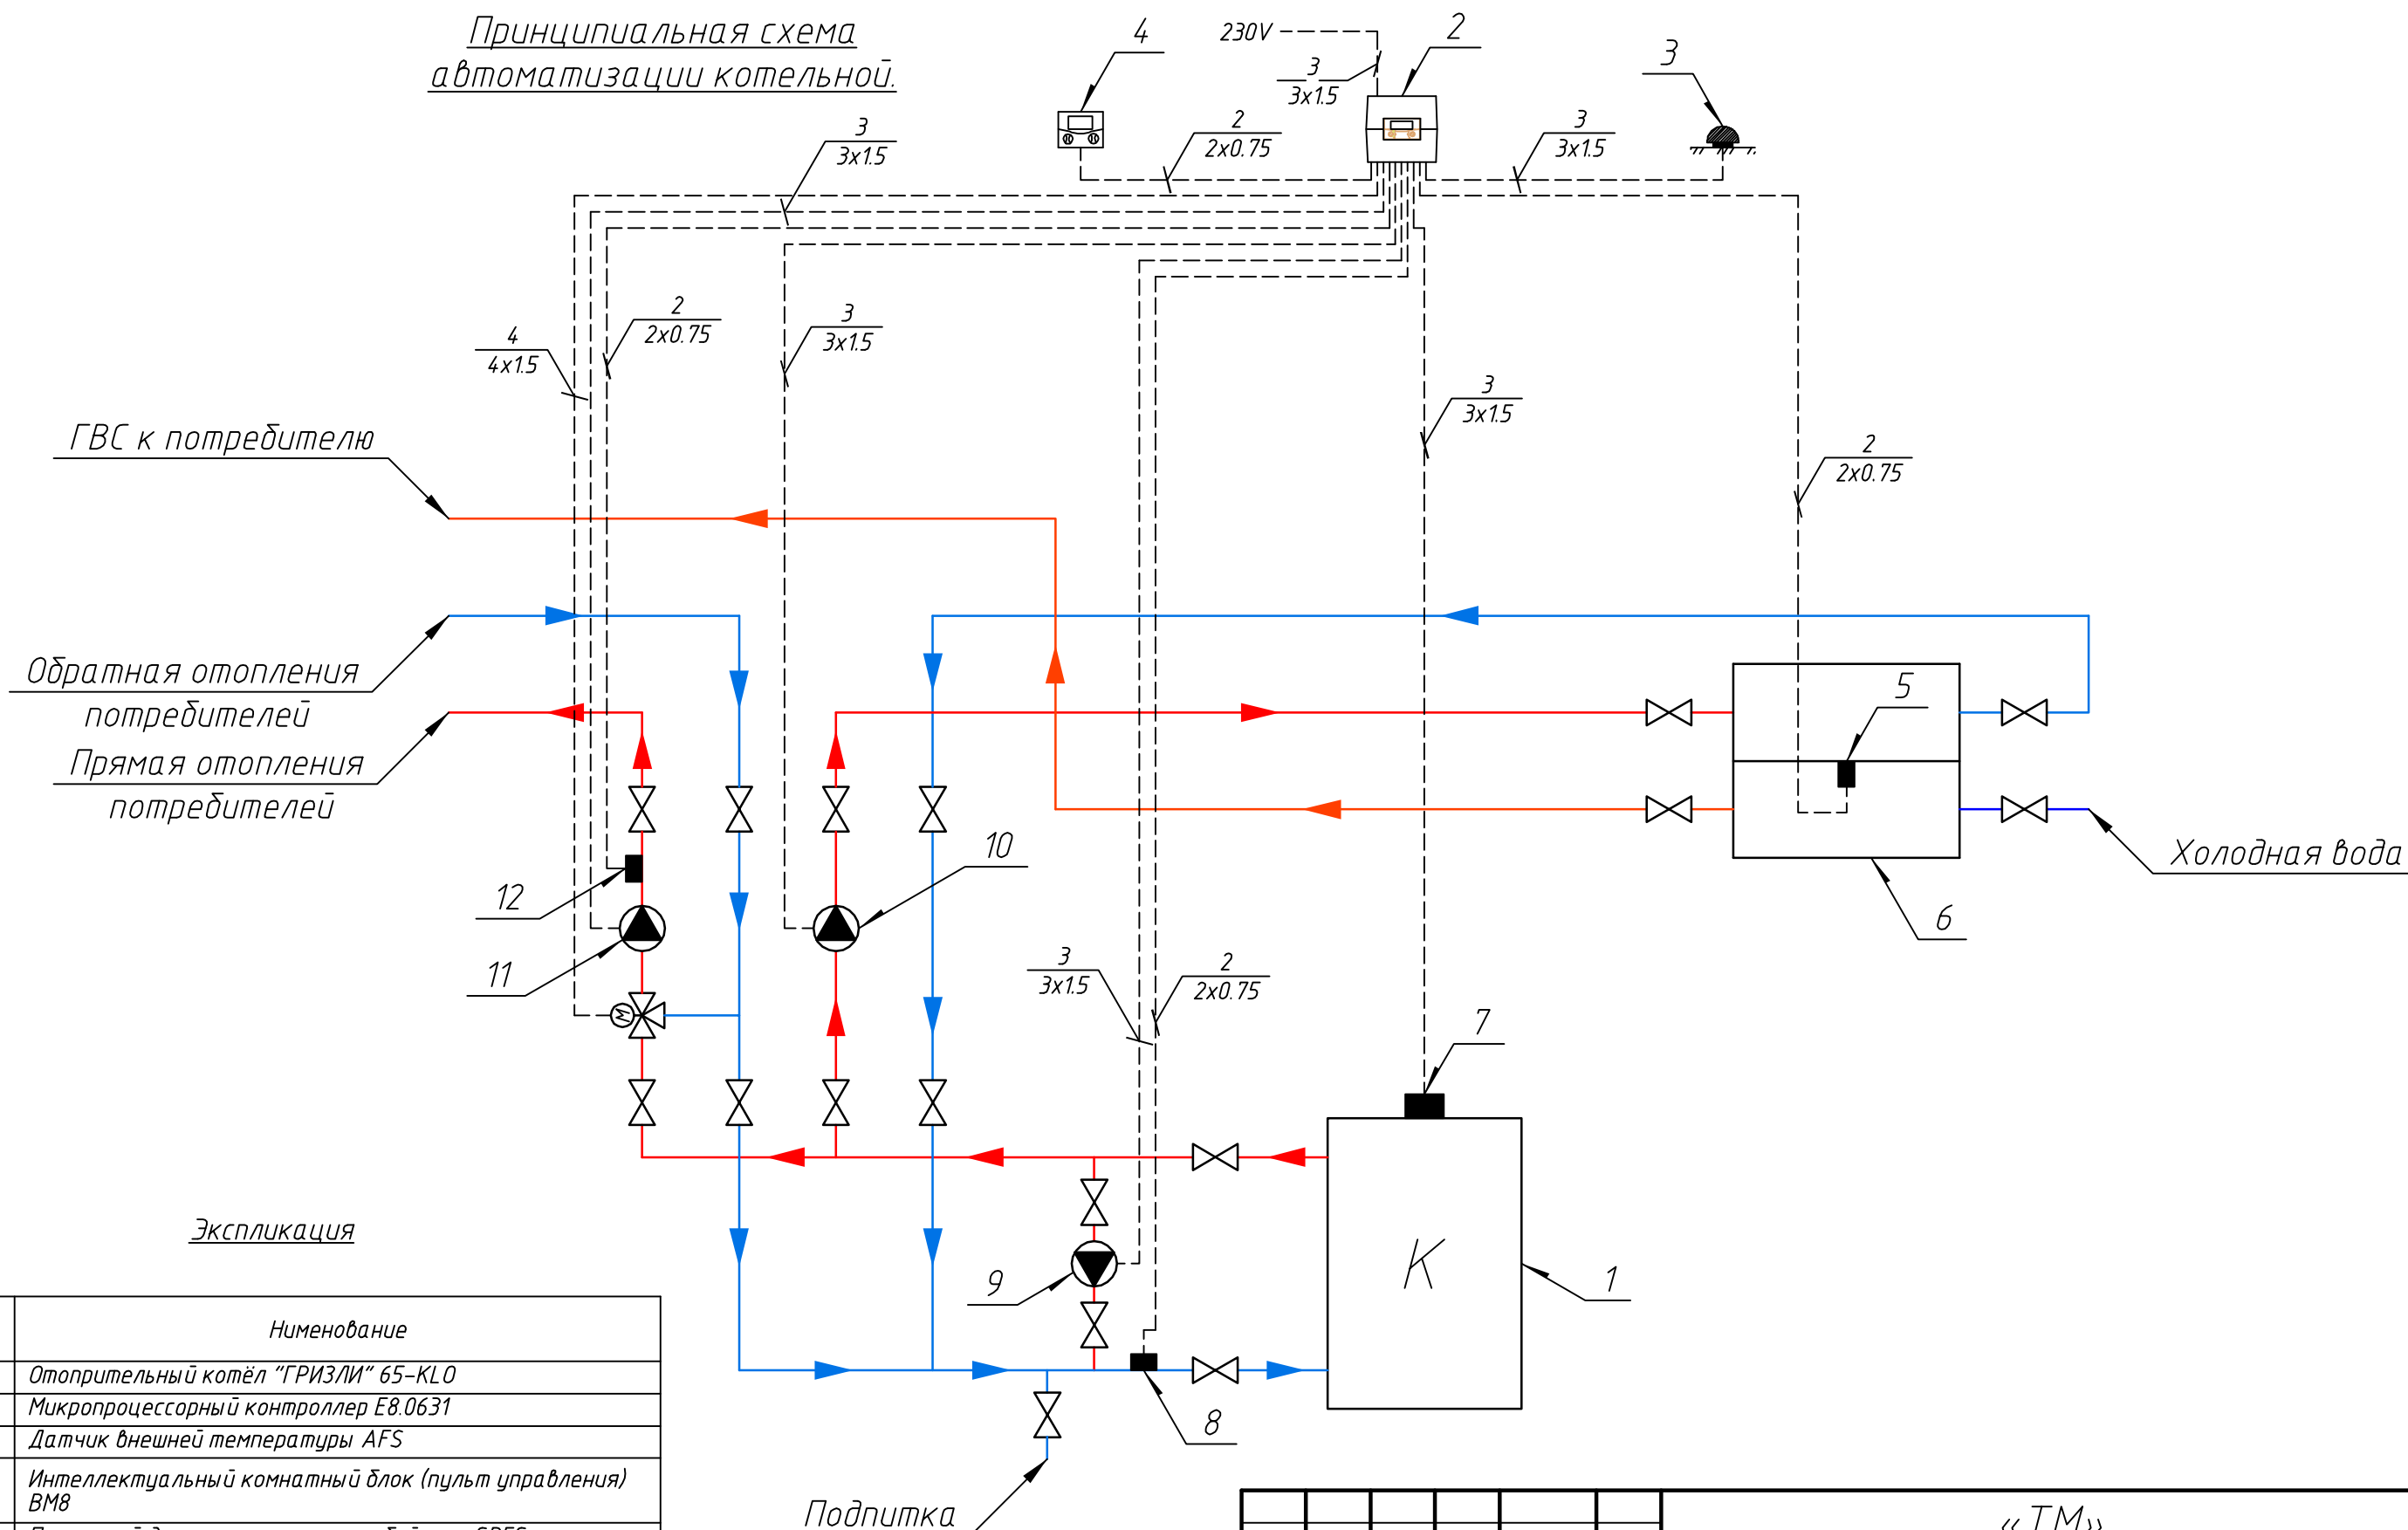 Принципиальная схема
автоматизации котельной.
4
230V
2
3
3
3x1.5
2
2x0.75
3
3x1.5
3
3x1.5
2
2x0.75
3
3x1.5
4
4x1.5
3
3x1.5
2
2x0.75
ГВС к потребителю
Обратная отопления
потребителей
Прямая отопления
потребителей
5
Холодная вода
6
10
12
11
М
3
3x1.5
2
2x0.75
7
К
1
9
8
Подпитка
Экспликация
Нименование
Отопрительный котёл "ГРИЗЛИ" 65-KLO
Микропроцессорный контроллер E8.0631
Датчик внешней температуры AFS
Интеллектуальный комнатный блок (пульт управления)
BM8
«ТМ»